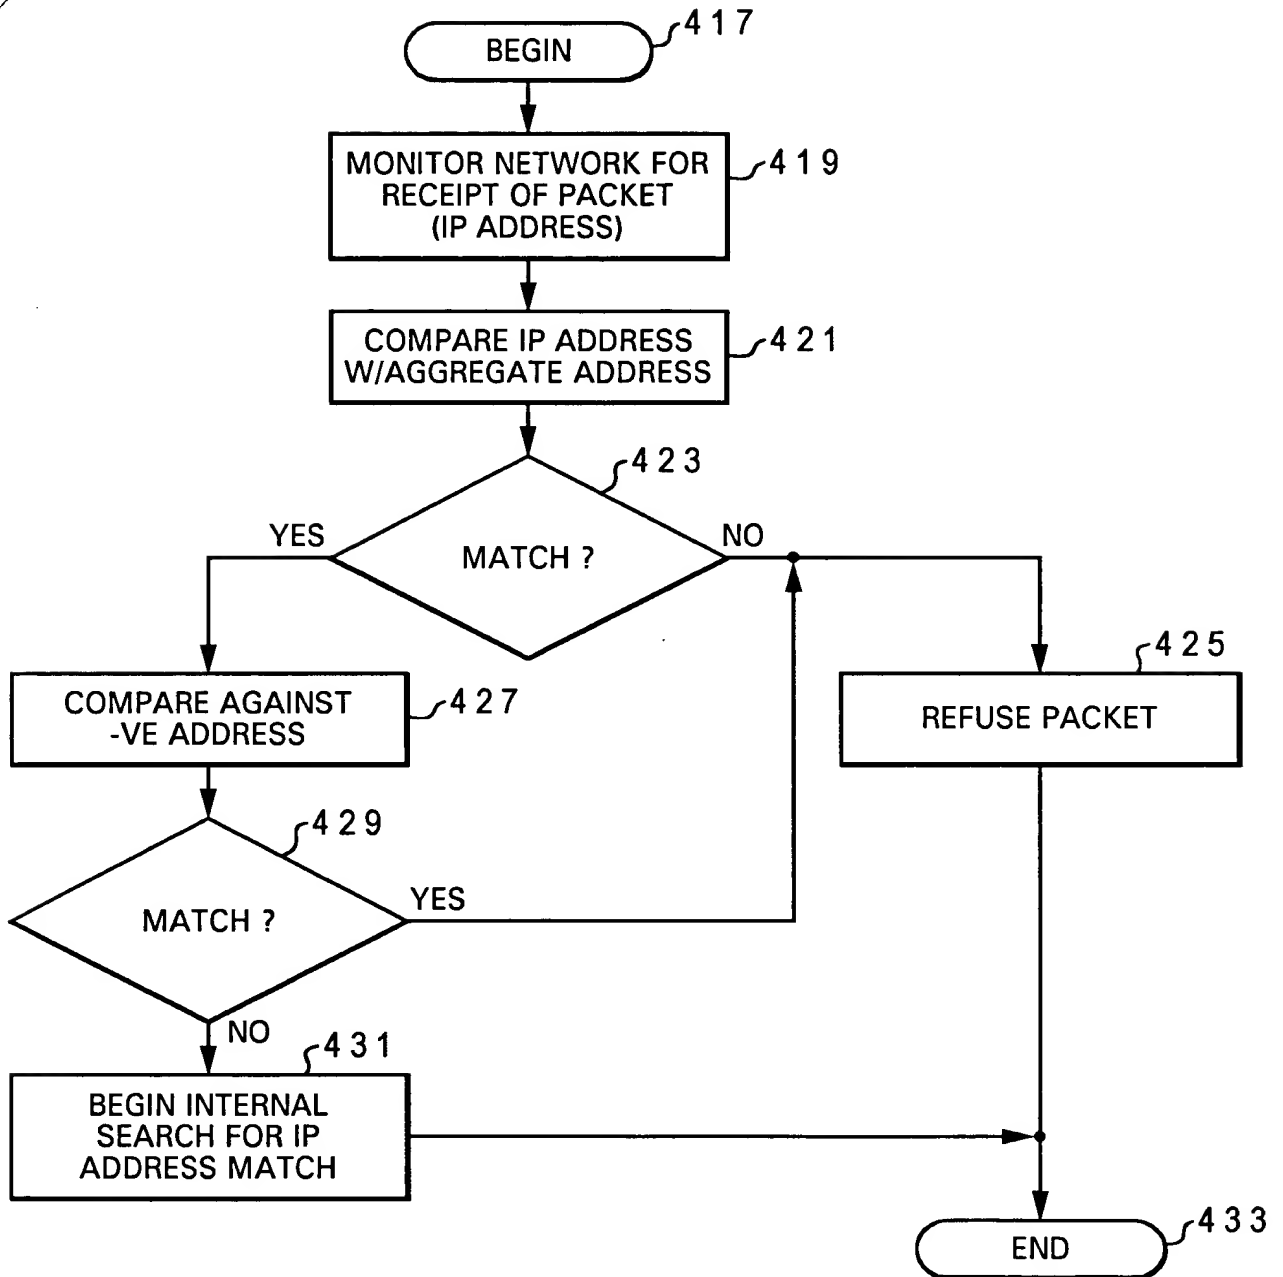 BEGIN
417
MONITOR NETWORK FOR
RECEIPT OF PACKET
(IP ADDRESS)
419
COMPARE IP ADDRESS
W/AGGREGATE ADDRESS
421
423
YES
MATCH ?
NO
425
COMPARE AGAINST
-VE ADDRESS
427
REFUSE PACKET
429
MATCH ?
YES
NO
431
BEGIN INTERNAL
SEARCH FOR IP
ADDRESS MATCH
END
433